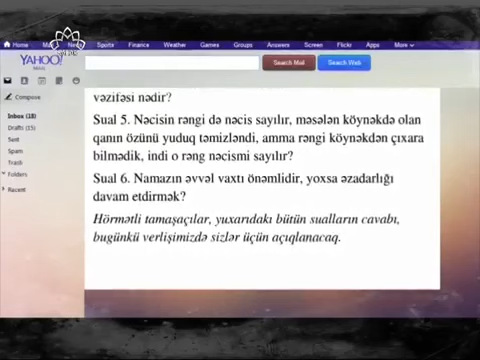 Home Sports Finance Weather Games Groups Answers Screen Flickr Apps More
YAHOO!
Search Mail Search Web
Compose
Inbox (18)
Drafts (15)
Sent
Spam
Trash
Folders
Recent
vəzifəsi nədir?
Sual 5. Nəcisin rəngi də nəcis sayılır, məsələn köynəkdə olan
qanın özünü yuduq təmizləndi, amma rəngi köynəkdən çıxara
bilmədik, indi o rəng nəcismi sayılır?
Sual 6. Namazın əvvəl vaxtı önəmlidir, yoxsa əzadarlığı
davam etdirmək?
Hörmətli tamaşaçılar, yuxarıdakı bütün sualların cavabı,
bugünkü verlişimizdə sizlər üçün açıqlanacaq.